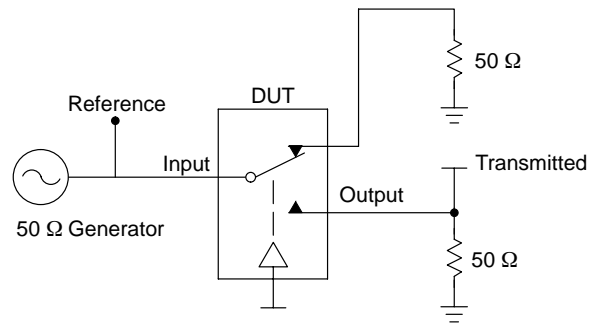 50 Ω
Reference
DUT
Input
Transmitted
Output
50 Ω Generator
50 Ω